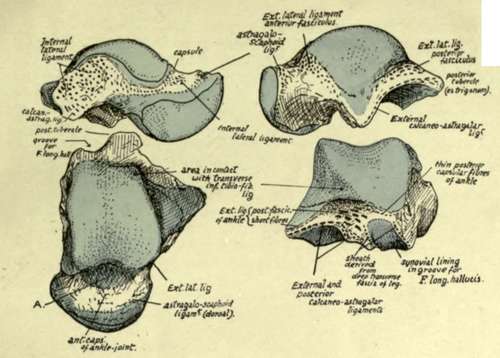 Internal
lateral
ligament
capsule
astragalo-
scaphoid
ligt
calcan-
astrag. lig
internal
lateral ligament
Ext. lateral ligament
anterior fasciculus.
Ext. lat. lig.
posterior
fasciculus
posterior
tubercle
(os trigonum).
External
calcaneo-astragalar
ligt
post. tubercle
groove
for
F. long. hall.
area in contact
with transverse
inf. tibio-fib.
lig
Ext. lat. lig
A.
astragalo-scaphoid
ligamt (dorsal).
ant. caps.
of ankle-joint.
thin posterior
capsular fibres
of ankle
Ext. lig
of ankle
post. fascic.
short fibres
sheath
derived
from
deep transverse
fascia of leg.
synovial lining
in groove for
F. long. hallucis.
External and
posterior
calcaneo-astragalar
ligaments